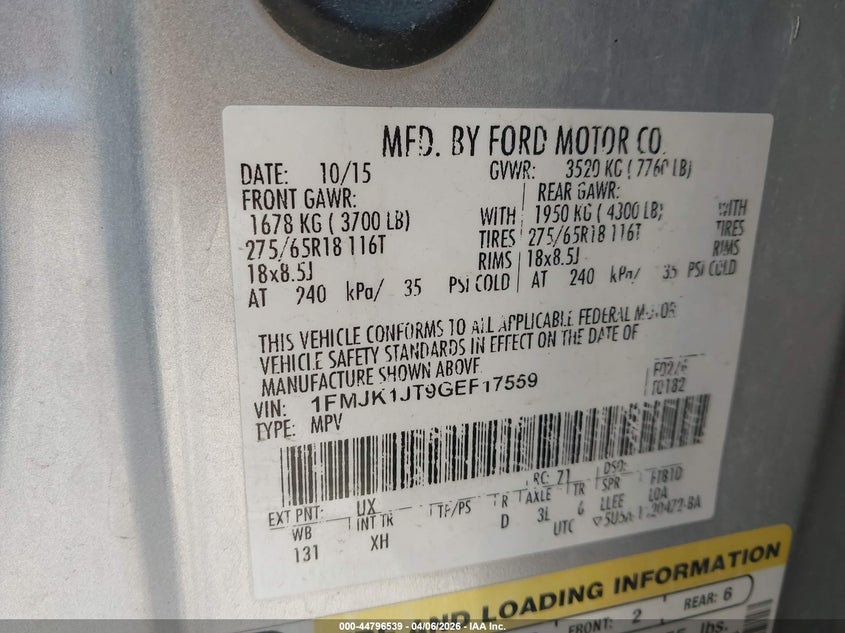 MFD. BY FORD MOTOR CO.
DATE: 10/15 GVWR: 3520 KG ( 7760 LB)
FRONT GAWR: REAR GAWR:
1678 KG ( 3700 LB) WITH 1950 KG ( 4300 LB) WITH
275/65R18 116T TIRES 275/65R18 116T TIRES
18x8.5J RIMS 18x8.5J RIMS
AT 240 kPa/ 35 PSI COLD AT 240 kPa/ 35 PSI COLD
THIS VEHICLE CONFORMS TO ALL APPLICABLE FEDERAL MOTOR
VEHICLE SAFETY STANDARDS IN EFFECT ON THE DATE OF
MANUFACTURE SHOWN ABOVE.
VIN: 1FMJK1JT9GEF17559
TYPE: MPV
T0182
RC: 71 DSO:
EXT PNT: UX
WB INT TR TP/PS R AXLE TR SPR
131 XH D 3L 6 LLEE
UTC
LOADING INFORMATION
FRONT: 2 REAR: 6
lbs.
000-44796539 - 04/06/2026 - IAA Inc.